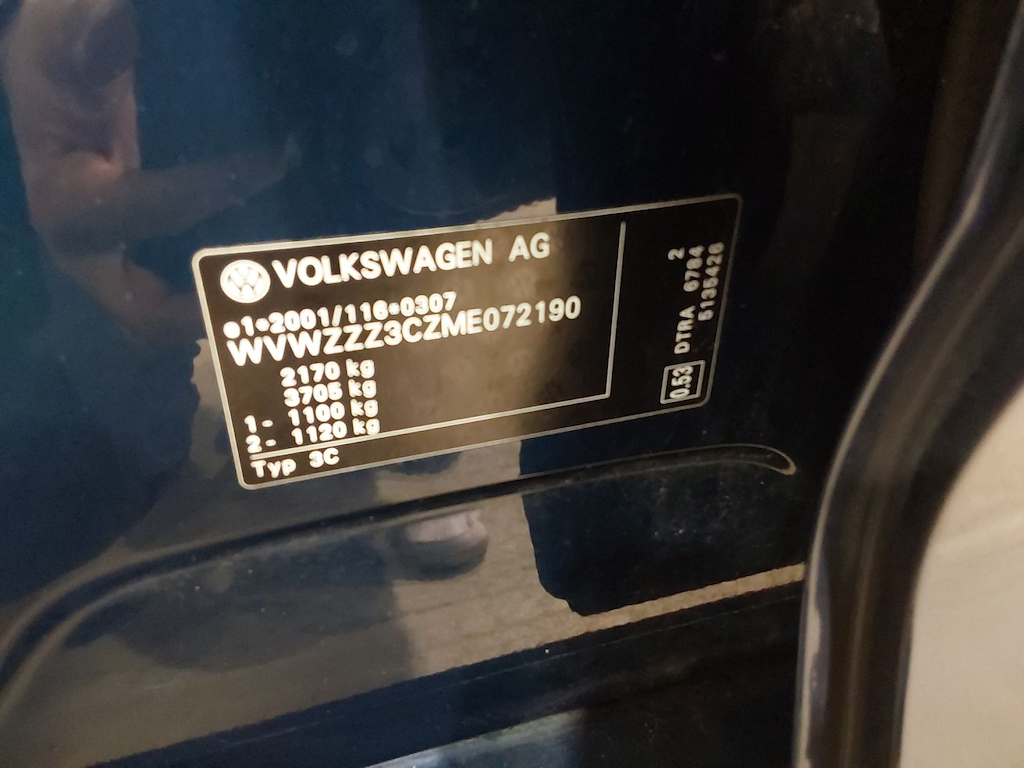 VOLKSWAGEN AG
e1*2001/116*0307
WVWZZZ3CZME072190
2170 kg
3705 kg
1- 1100 kg
2- 1120 kg
Typ 3C
2
DTRA 6784
5135426
0.53